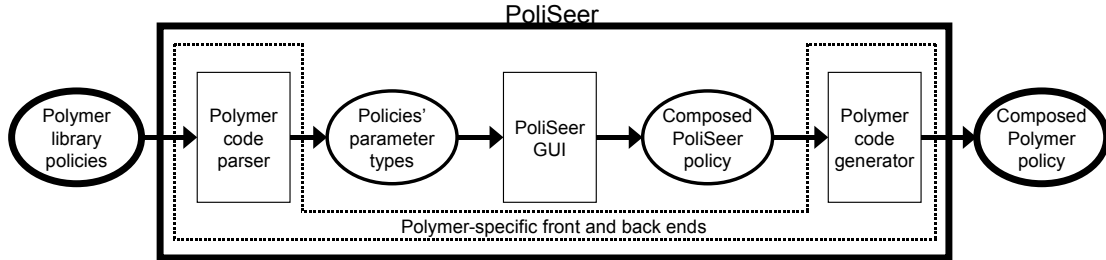 PoliSeer
Polymer
library
policies
Polymer
code
parser
Policies'
parameter
types
PoliSeer
GUI
Composed
PoliSeer
policy
Polymer
code
generator
Composed
Polymer
policy
Polymer-specific front and back ends